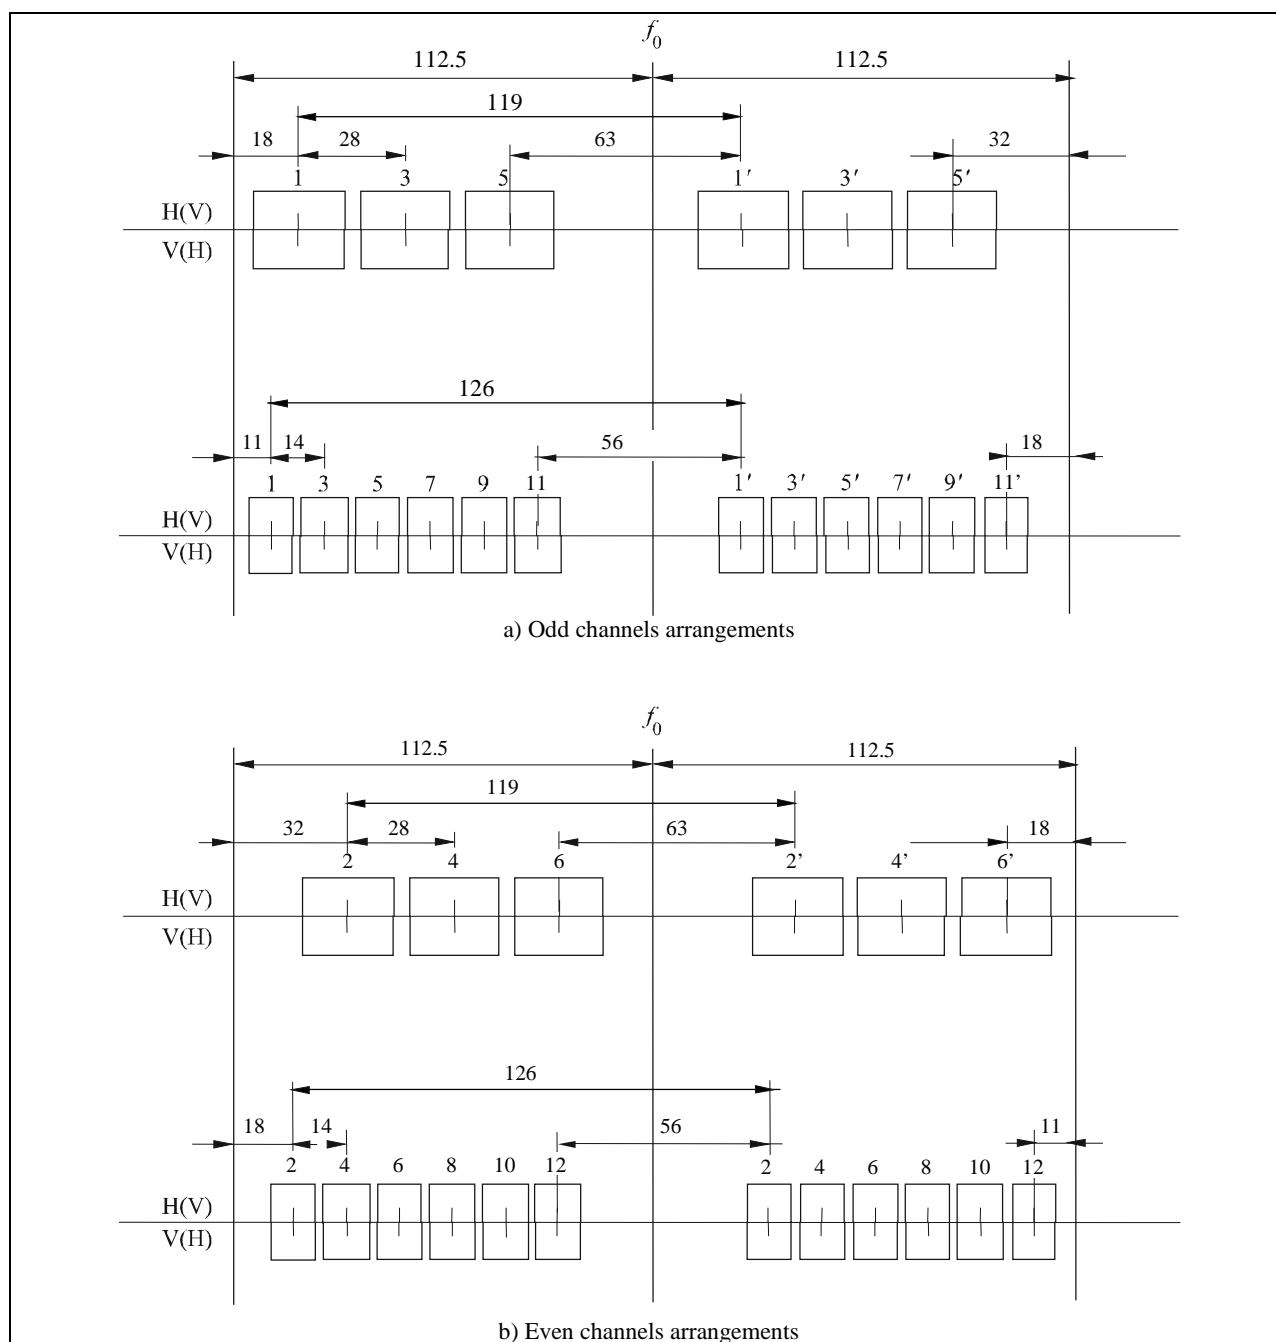 f0
112.5 112.5
119
18 28 63 32
1 3 5 1′ 3′ 5′
H(V)
V(H)
126
11 14 56 18
1 3 5 7 9 11 1′ 3′ 5′ 7′ 9′ 11’
H(V)
V(H)
a) Odd channels arrangements
f0
112.5 112.5
119
32 28 63 18
2 4 6 2’ 4’ 6’
H(V)
V(H)
126
18 14 56 11
2 4 6 8 10 12 2 4 6 8 10 12
H(V)
V(H)
b) Even channels arrangements